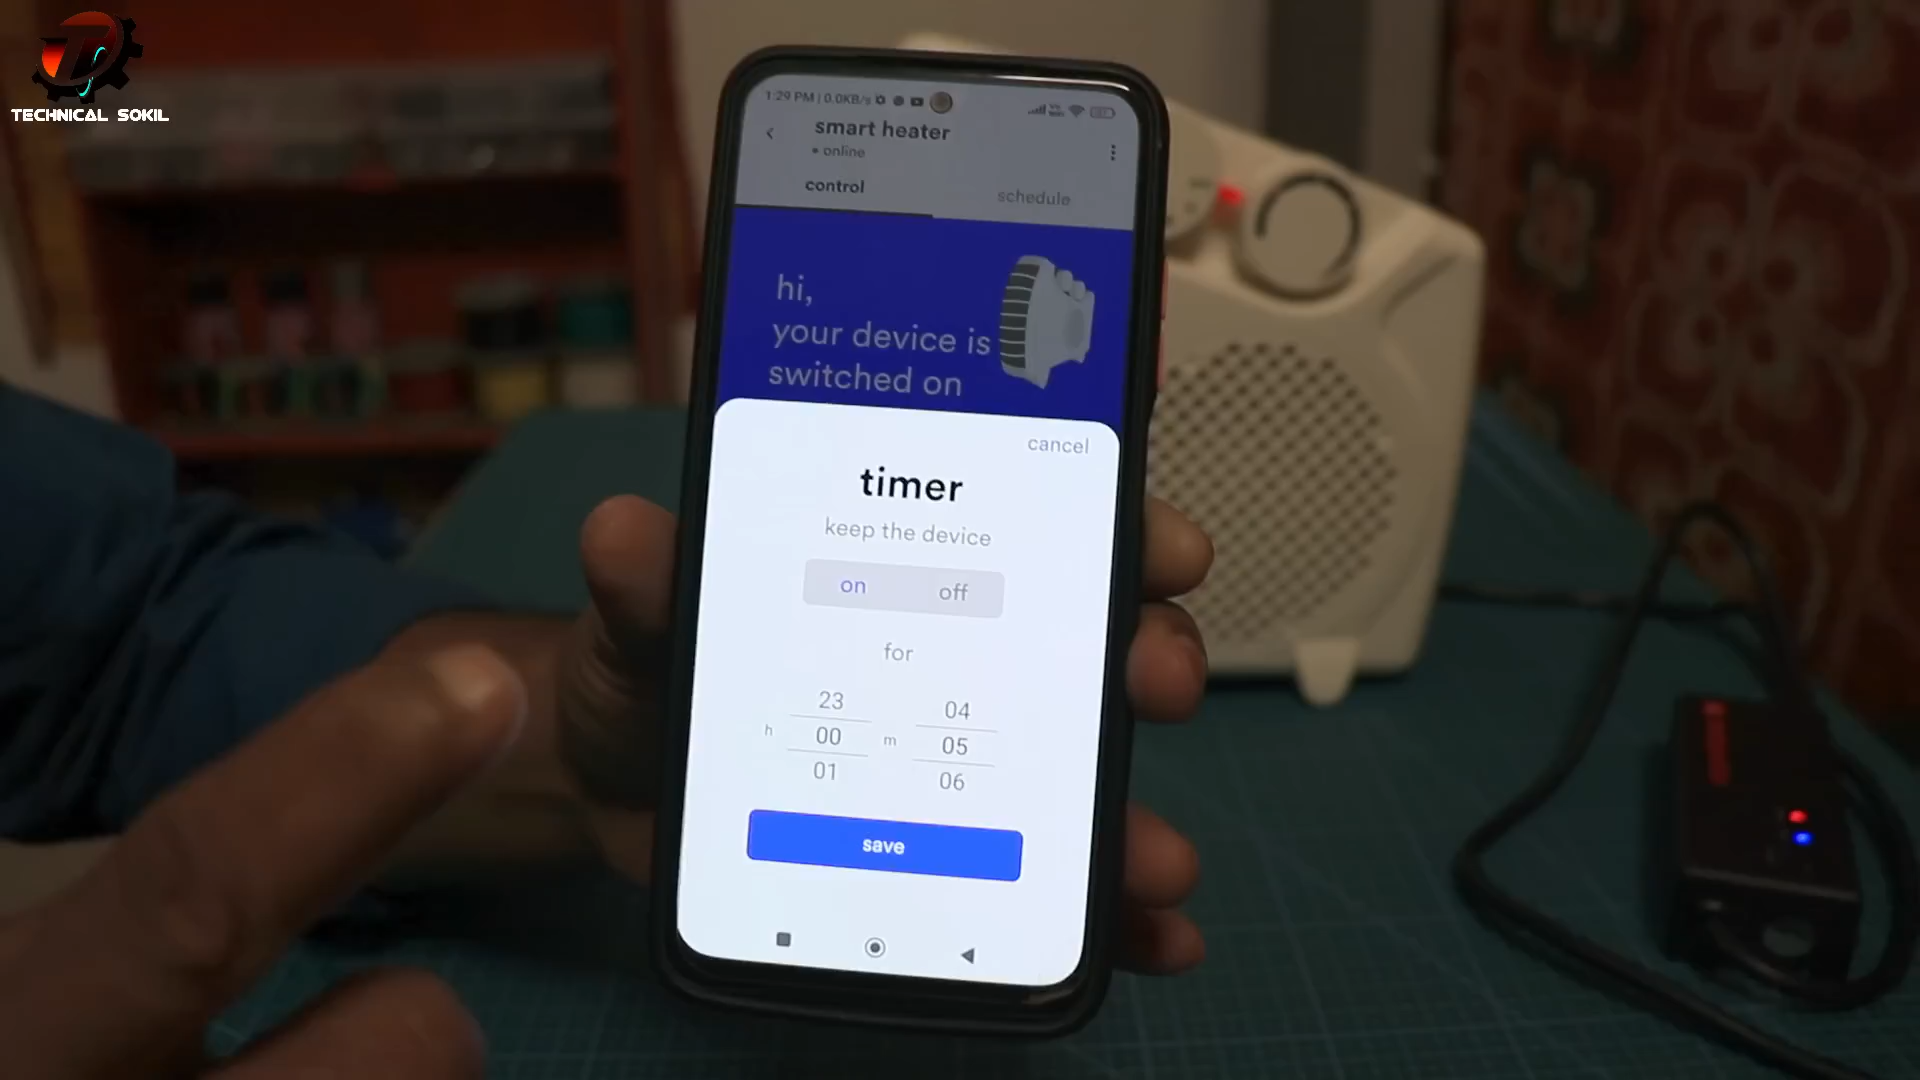 TECHNICAL SOKIL
1:29 PM | 0.0KB/s
smart heater
• online
control
schedule
hi,
your device is
switched on
cancel
timer
keep the device
on off
for
23 04
h 00 m 05
01 06
save